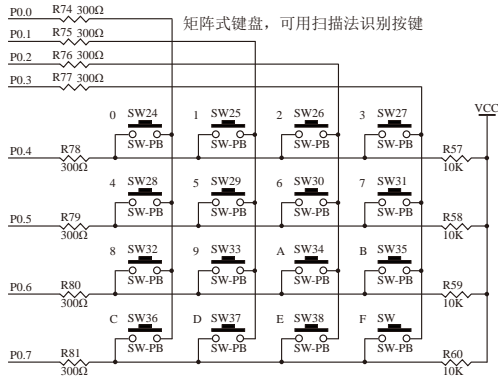 P0.0 R74 300Ω
矩阵式键盘，可用扫描法识别按键
P0.1 R75 300Ω
P0.2 R76 300Ω
P0.3 R77 300Ω
VCC
0 SW24 1 SW25 2 SW26 3 SW27
SW-PB SW-PB SW-PB SW-PB
P0.4 R78 300Ω R57 10K
4 SW28 5 SW29 6 SW30 7 SW31
SW-PB SW-PB SW-PB SW-PB
P0.5 R79 300Ω R58 10K
8 SW32 9 SW33 A SW34 B SW35
SW-PB SW-PB SW-PB SW-PB
P0.6 R80 300Ω R59 10K
C SW36 D SW37 E SW38 F SW
SW-PB SW-PB SW-PB SW-PB
P0.7 R81 300Ω R60 10K